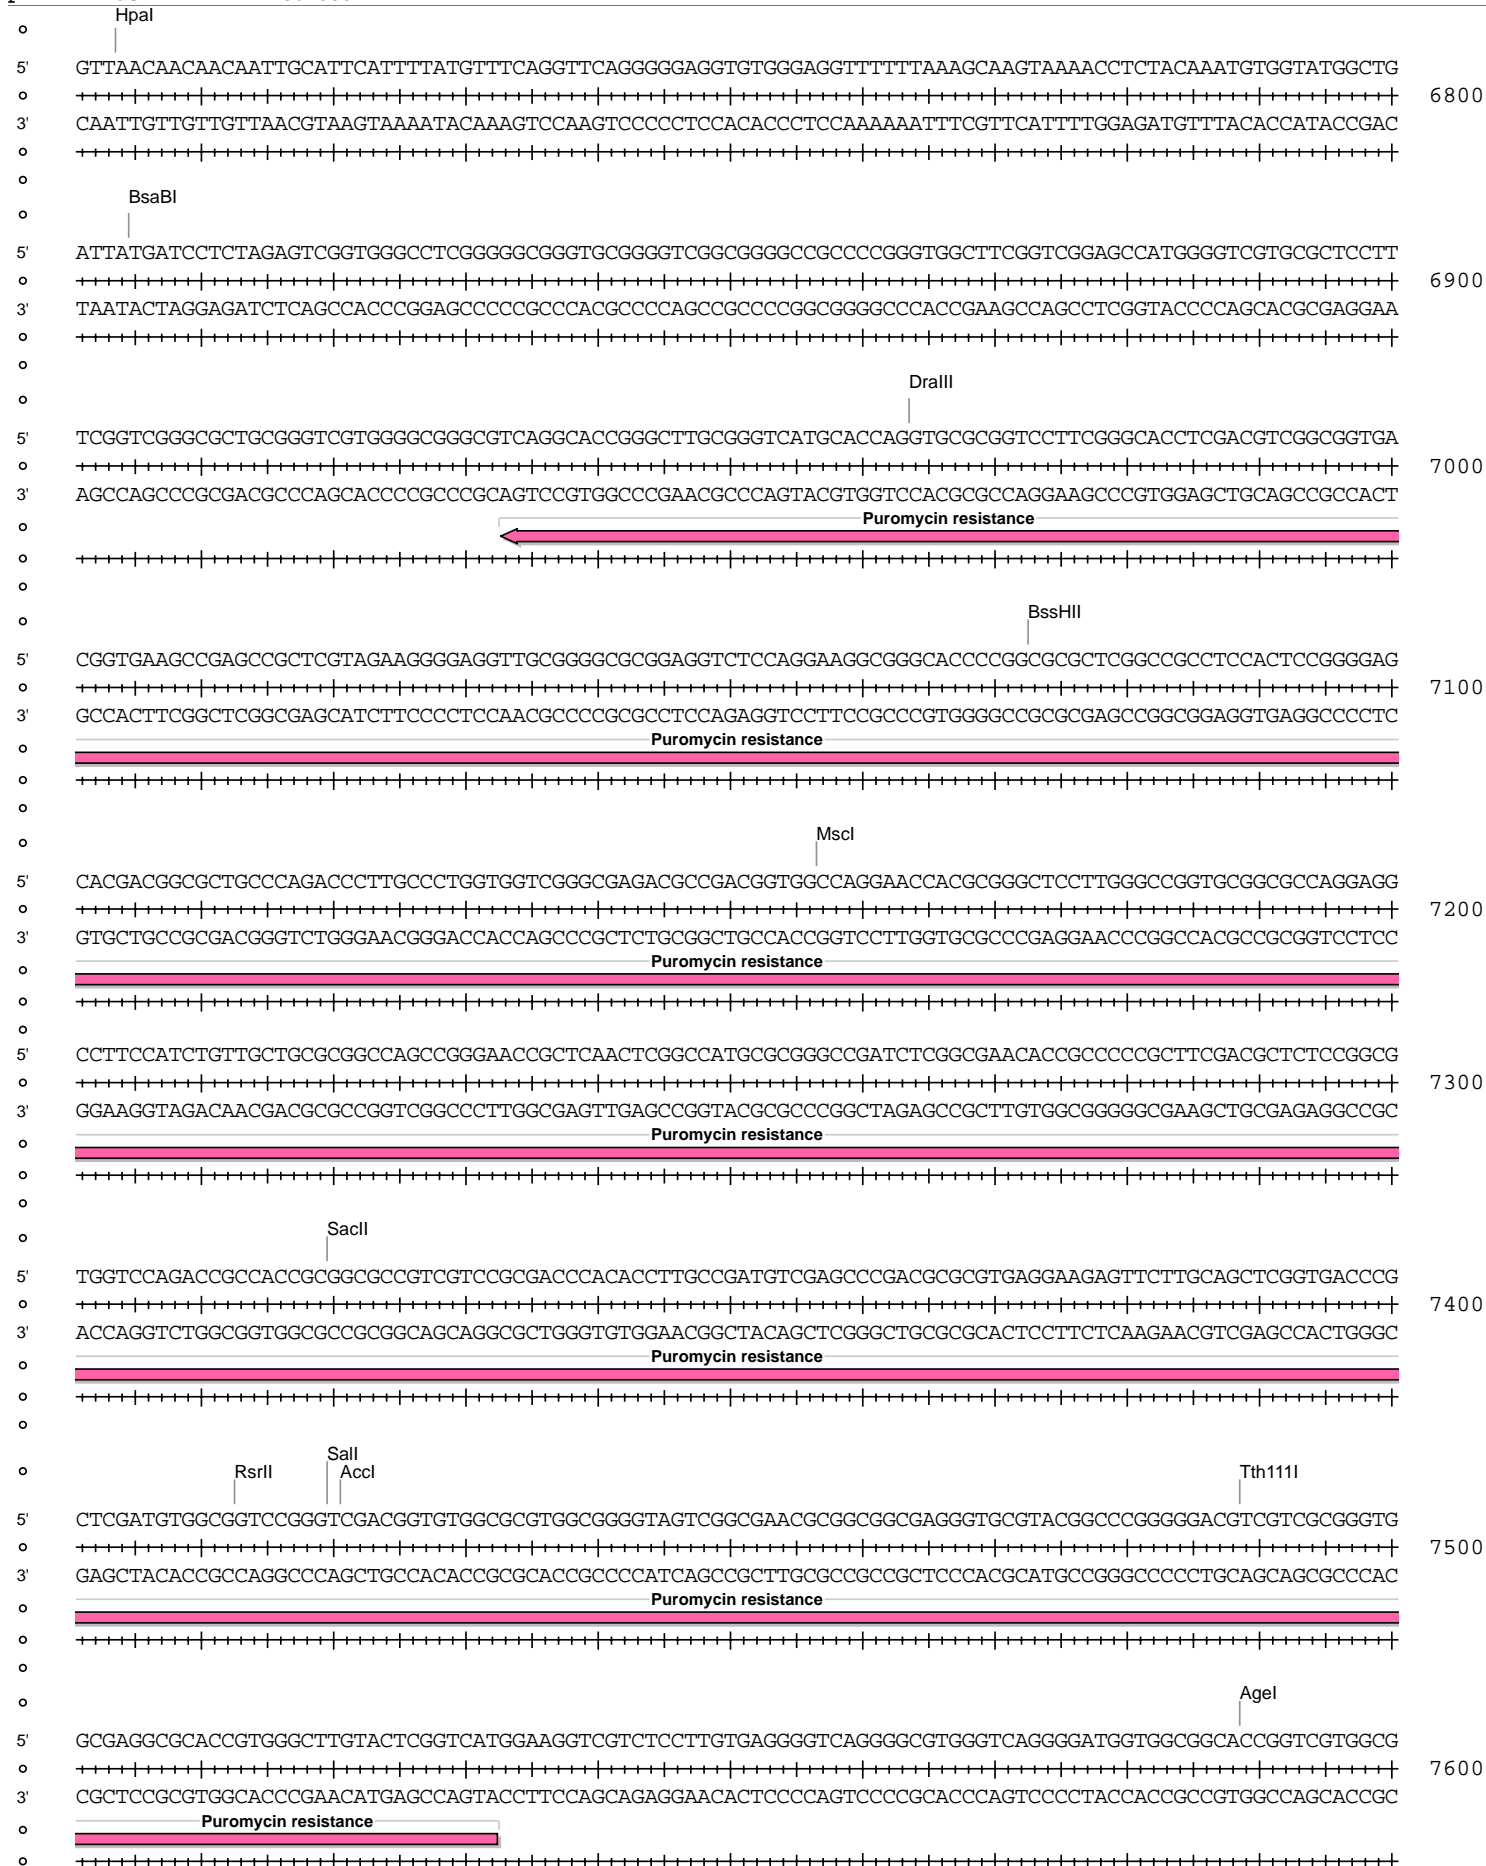 HpaI
5' GTTAACAACAACAATTGCATTCATTTTATGTTTCAGGTTCAGGGGGAGGTGTGGGAGGTTTTTTAAAGCAAGTAAAACCTCTACAAATGTGGTATGGCTG
6800
3' CAATTGTTGTTGTTAACGTAAGTAAAATACAAAGTCCAAGTCCCCCTCCACACCCTCCAAAAAATTTCGTTCATTTTGGAGATGTTTACACCATACCGAC
BsaBI
5' ATTATGATCCTCTAGAGTCGGTGGGCCTCGGGGGCGGGTGCGGGGTCGGCGGGGCCGCCCCGGGTGGCTTCGGTCGGAGCCATGGGGTCGTGCGCTCCTT
6900
3' TAATACTAGGAGATCTCAGCCACCCGGAGCCCCCGCCCACGCCCCAGCCGCCCCGGCGGGGCCCACCGAAGCCAGCCTCGGTACCCCAGCACGCGAGGAA
DraIII
5' TCGGTCGGGCGCTGCGGGTCGTGGGGCGGGCGTCAGGCACCGGGCTTGCGGGTCATGCACCAGGTGCGCGGTCCTTCGGGCACCTCGACGTCGGCGGTGA
7000
3' AGCCAGCCCGCGACGCCCAGCACCCCGCCCGCAGTCCGTGGCCCGAACGCCCAGTACGTGGTCCACGCGCCAGGAAGCCCGTGGAGCTGCAGCCGCCACT
Puromycin resistance
BssHII
5' CGGTGAAGCCGAGCCGCTCGTAGAAGGGGAGGTTGCGGGGCGCGGAGGTCTCCAGGAAGGCGGGCACCCCGGCGCGCTCGGCCGCCTCCACTCCGGGGAG
7100
3' GCCACTTCGGCTCGGCGAGCATCTTCCCCTCCAACGCCCCGCGCCTCCAGAGGTCCTTCCGCCCGTGGGGCCGCGCGAGCCGGCGGAGGTGAGGCCCCTC
Puromycin resistance
MscI
5' CACGACGGCGCTGCCCAGACCCTTGCCCTGGTGGTCGGGCGAGACGCCGACGGTGGCCAGGAACCACGCGGGCTCCTTGGGCCGGTGCGGCGCCAGGAGG
7200
3' GTGCTGCCGCGACGGGTCTGGGAACGGGACCACCAGCCCGCTCTGCGGCTGCCACCGGTCCTTGGTGCGCCCGAGGAACCCGGCCACGCCGCGGTCCTCC
Puromycin resistance
5' CCTTCCATCTGTTGCTGCGCGGCCAGCCGGGAACCGCTCAACTCGGCCATGCGCGGGCCGATCTCGGCGAACACCGCCCCCGCTTCGACGCTCTCCGGCG
7300
3' GGAAGGTAGACAACGACGCGCCGGTCGGCCCTTGGCGAGTTGAGCCGGTACGCGCCCGGCTAGAGCCGCTTGTGGCGGGGGCGAAGCTGCGAGAGGCCGC
Puromycin resistance
SacII
5' TGGTCCAGACCGCCACCGCGGCGCCGTCGTCCGCGACCCACACCTTGCCGATGTCGAGCCCGACGCGCGTGAGGAAGAGTTCTTGCAGCTCGGTGACCCG
7400
3' ACCAGGTCTGGCGGTGGCGCCGCGGCAGCAGGCGCTGGGTGTGGAACGGCTACAGCTCGGGCTGCGCGCACTCCTTCTCAAGAACGTCGAGCCACTGGGC
Puromycin resistance
SalI
RsrII AccI Tth111I
5' CTCGATGTGGCGGTCCGGGTCGACGGTGTGGCGCGTGGCGGGGTAGTCGGCGAACGCGGCGGCGAGGGTGCGTACGGCCCGGGGGACGTCGTCGCGGGTG
7500
3' GAGCTACACCGCCAGGCCCAGCTGCCACACCGCGCACCGCCCCATCAGCCGCTTGCGCCGCCGCTCCCACGCATGCCGGGCCCCCTGCAGCAGCGCCCAC
Puromycin resistance
AgeI
5' GCGAGGCGCACCGTGGGCTTGTACTCGGTCATGGAAGGTCGTCTCCTTGTGAGGGGTCAGGGGCGTGGGTCAGGGGATGGTGGCGGCACCGGTCGTGGCG
7600
3' CGCTCCGCGTGGCACCCGAACATGAGCCAGTACCTTCCAGCAGAGGAACACTCCCCAGTCCCCGCACCCAGTCCCCTACCACCGCCGTGGCCAGCACCGC
Puromycin resistance